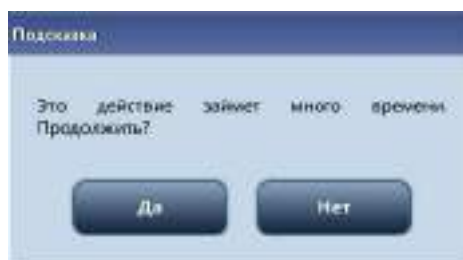 Подсказка
Это действие займет много времени.
Продолжить?
Да
Нет